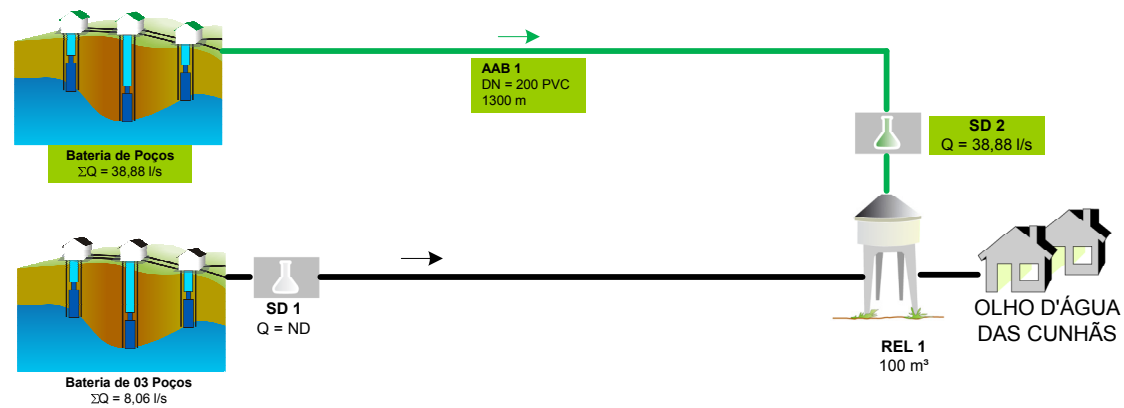 AAB 1
DN = 200 PVC
1300 m
SD 2
Q = 38,88 l/s
Bateria de Poços
ΣQ = 38,88 l/s
SD 1
Q = ND
OLHO D'ÁGUA
DAS CUNHÃS
REL 1
100 m³
Bateria de 03 Poços
ΣQ = 8,06 l/s